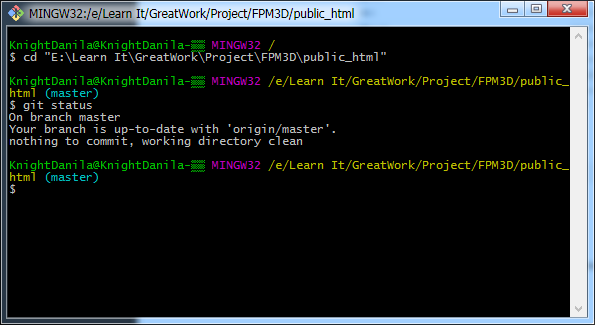 MINGW32:/e/Learn It/GreatWork/Project/FPM3D/public_html
KnightDanila@KnightDanila-▒▒ MINGW32 /
$ cd "E:\Learn It\GreatWork\Project\FPM3D\public_html"
KnightDanila@KnightDanila-▒▒ MINGW32 /e/Learn It/GreatWork/Project/FPM3D/public_
html (master)
$ git status
On branch master
Your branch is up-to-date with 'origin/master'.
nothing to commit, working directory clean
KnightDanila@KnightDanila-▒▒ MINGW32 /e/Learn It/GreatWork/Project/FPM3D/public_
html (master)
$